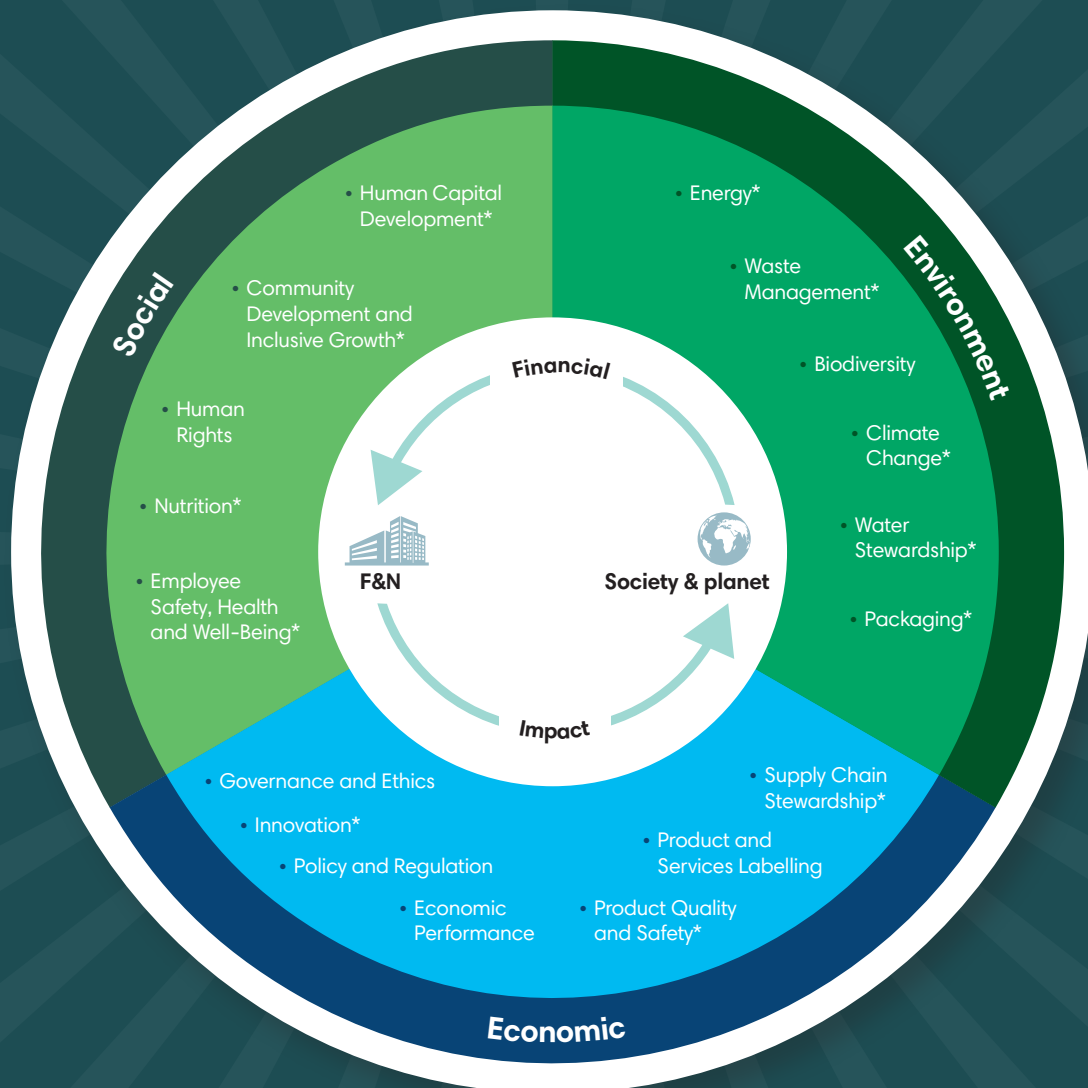 Social
• Human Capital
Development*
• Community
Development and
Inclusive Growth*
• Human
Rights
• Nutrition*
• Employee
Safety, Health
and Well-Being*
Environment
• Energy*
• Waste
Management*
• Biodiversity
• Climate
Change*
• Water
Stewardship*
• Packaging*
Financial
F&N
Society & planet
Impact
• Governance and Ethics
• Innovation*
• Policy and Regulation
• Economic
Performance
• Supply Chain
Stewardship*
• Product and
Services Labelling
• Product Quality
and Safety*
Economic